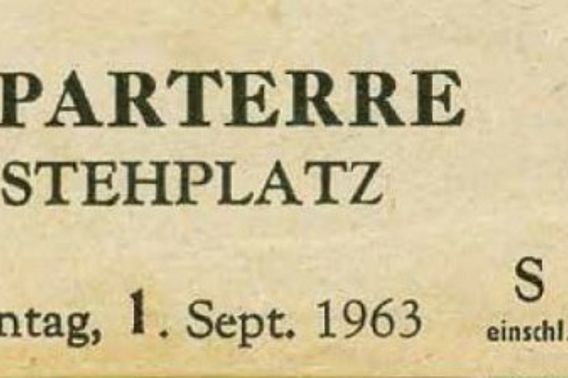 PARTERRE
STEHPLATZ
ntag, 1. Sept. 1963
S
einschl.